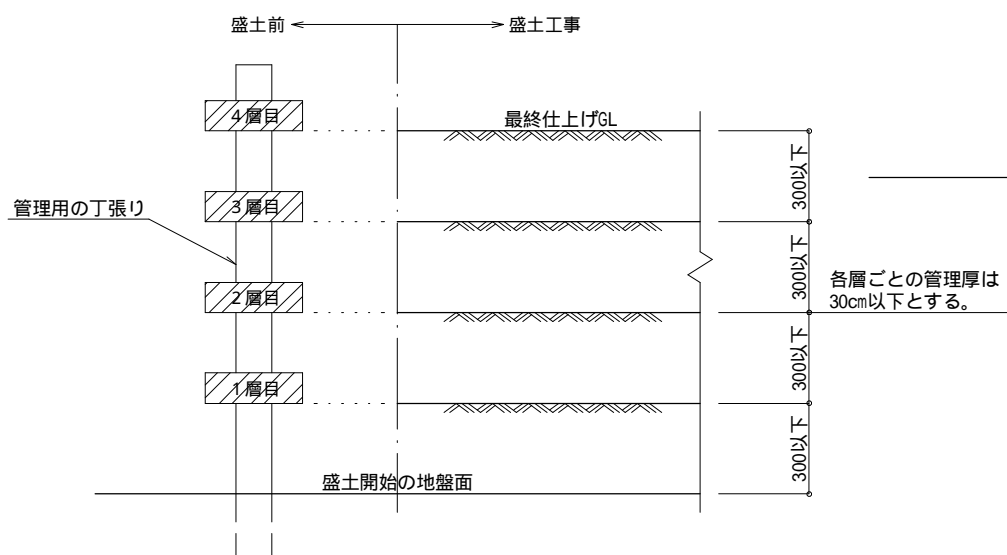 盛土前
盛土工事
4層目
最終仕上げGL
300以下
3層目
管理用の丁張り
300以下
各層ごとの管理厚は
30cm以下とする。
2層目
300以下
1層目
300以下
盛土開始の地盤面